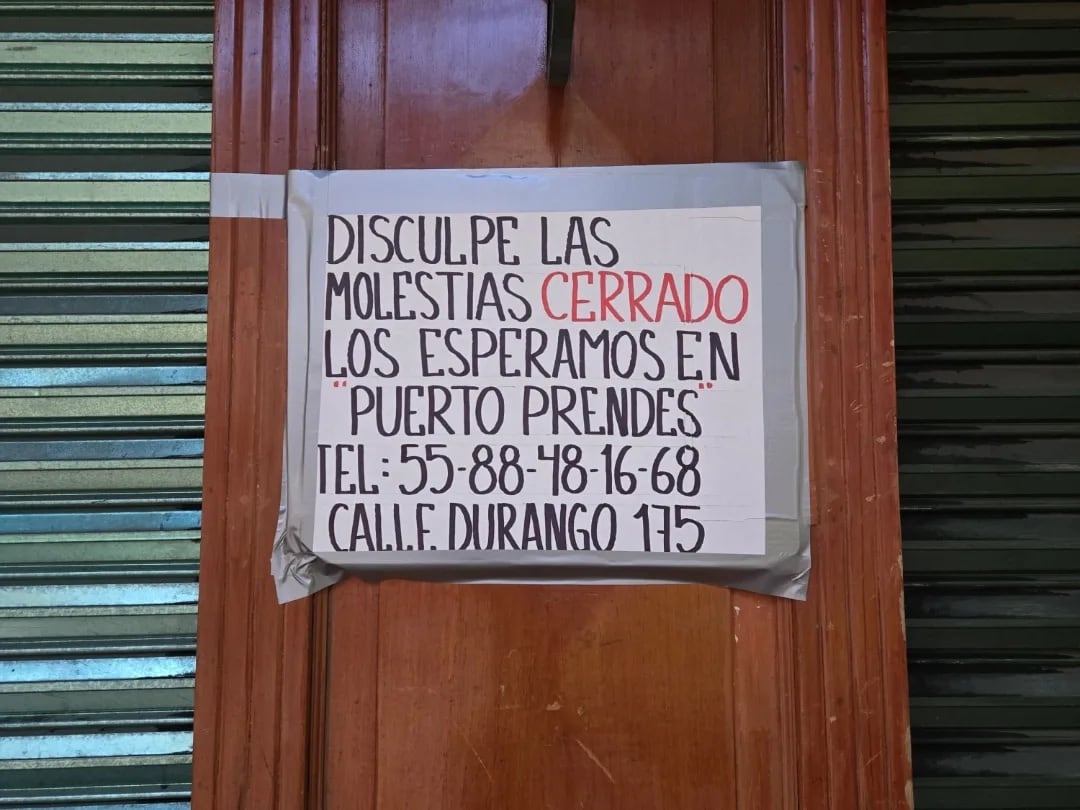 DISCULPE LAS
MOLESTIAS CERRADO
LOS ESPERAMOS EN
"PUERTO PRENDES"
TEL: 55-88-48-16-68
CALLE DURANGO 175